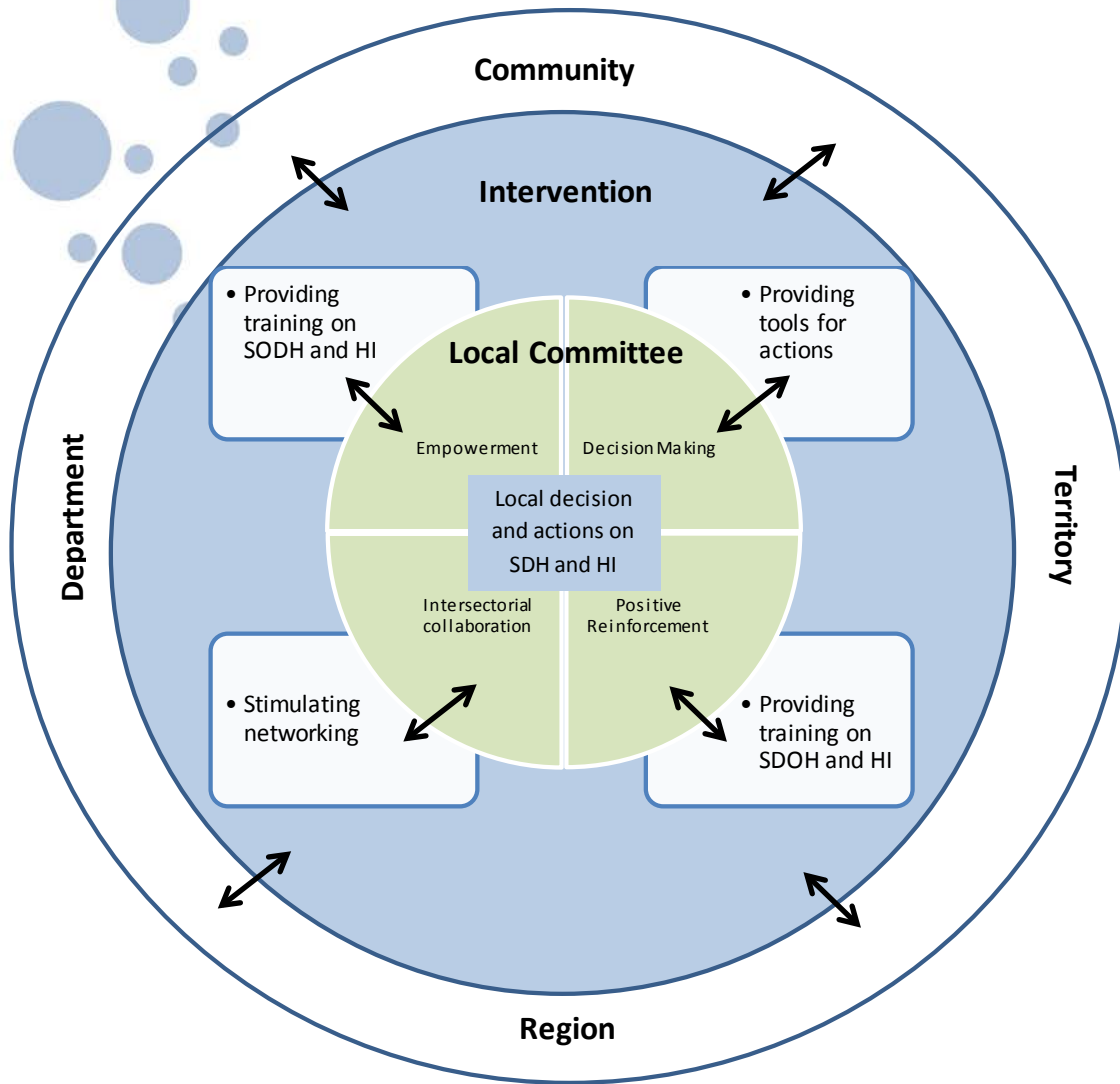 Community
Intervention
• Providing
training on
SODH and HI
• Providing
tools for
actions
Local Committee
Empowerment
Decision Making
Local decision
and actions on
SDH and HI
Department
Territory
Intersectorial
collaboration
Positive
Reinforcement
• Stimulating
networking
• Providing
training on
SDOH and HI
Region